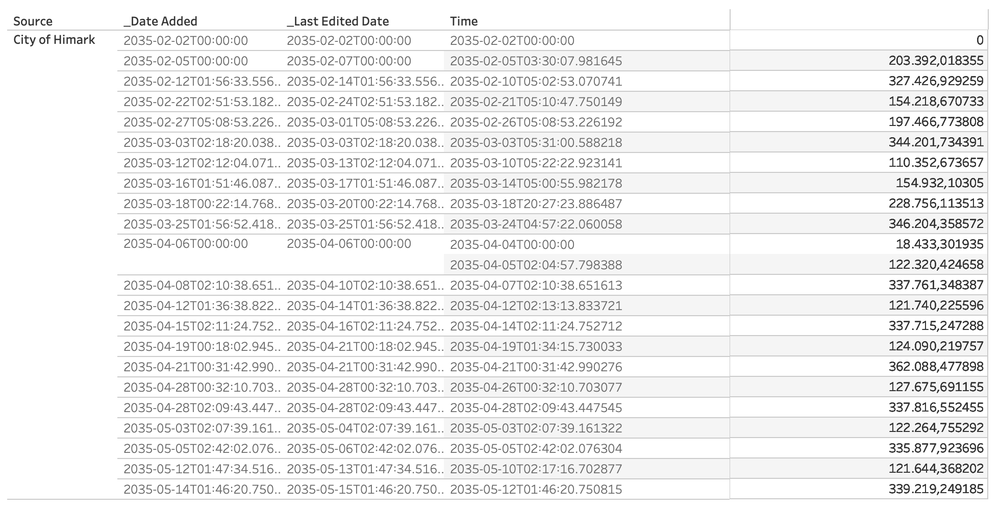 Source _Date Added _Last Edited Date Time
City of Himark 2035-02-02T00:00:00 2035-02-02T00:00:00 2035-02-02T00:00:00 0
2035-02-05T00:00:00 2035-02-07T00:00:00 2035-02-05T03:30:07.981645 203.392,018355
2035-02-12T01:56:33.556.. 2035-02-14T01:56:33.556.. 2035-02-10T05:02:53.070741 327.426,929259
2035-02-22T02:51:53.182.. 2035-02-24T02:51:53.182.. 2035-02-21T05:10:47.750149 154.218,670733
2035-02-27T05:08:53.226.. 2035-03-01T05:08:53.226.. 2035-02-26T05:08:53.226192 197.466,773808
2035-03-03T02:18:20.038.. 2035-03-03T02:18:20.038.. 2035-03-03T05:31:00.588218 344.201,734391
2035-03-12T02:12:04.071.. 2035-03-13T02:12:04.071.. 2035-03-10T05:22:22.923141 110.352,673657
2035-03-16T01:51:46.087.. 2035-03-17T01:51:46.087.. 2035-03-14T05:00:55.982178 154.932,10305
2035-03-18T00:22:14.768.. 2035-03-20T00:22:14.768.. 2035-03-18T20:27:23.886487 228.756,113513
2035-03-25T01:56:52.418.. 2035-03-25T01:56:52.418.. 2035-03-24T04:57:22.060058 346.204,358572
2035-04-06T00:00:00 2035-04-06T00:00:00 2035-04-04T00:00:00 18.433,301935
2035-04-05T02:04:57.798388 122.320,424658
2035-04-08T02:10:38.651.. 2035-04-10T02:10:38.651.. 2035-04-07T02:10:38.651613 337.761,348387
2035-04-12T01:36:38.822.. 2035-04-14T01:36:38.822.. 2035-04-12T02:13:13.833721 121.740,225596
2035-04-15T02:11:24.752.. 2035-04-16T02:11:24.752.. 2035-04-14T02:11:24.752712 337.715,247288
2035-04-19T00:18:02.945.. 2035-04-21T00:18:02.945.. 2035-04-19T01:34:15.730033 124.090,219757
2035-04-21T00:31:42.990.. 2035-04-21T00:31:42.990.. 2035-04-21T00:31:42.990276 362.088,477898
2035-04-28T00:32:10.703.. 2035-04-28T00:32:10.703.. 2035-04-26T00:32:10.703077 127.675,691155
2035-04-28T02:09:43.447.. 2035-04-28T02:09:43.447.. 2035-04-28T02:09:43.447545 337.816,552455
2035-05-03T02:07:39.161.. 2035-05-04T02:07:39.161.. 2035-05-03T02:07:39.161322 122.264,755292
2035-05-05T02:42:02.076.. 2035-05-06T02:42:02.076.. 2035-05-05T02:42:02.076304 335.877,923696
2035-05-12T01:47:34.516.. 2035-05-13T01:47:34.516.. 2035-05-10T02:17:16.702877 121.644,368202
2035-05-14T01:46:20.750.. 2035-05-15T01:46:20.750.. 2035-05-12T01:46:20.750815 339.219,249185